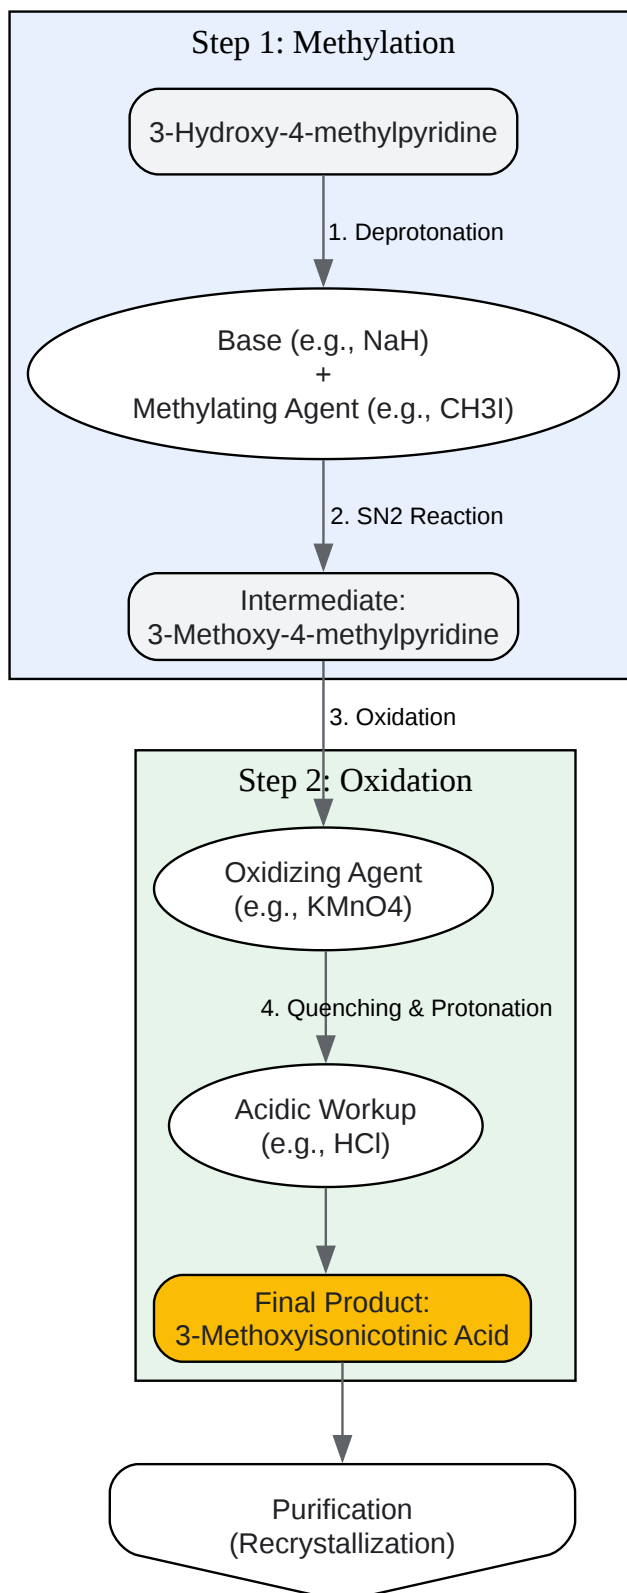 Step 1: Methylation
3-Hydroxy-4-methylpyridine
1. Deprotonation
Base (e.g., NaH)
+
Methylating Agent (e.g., CH3I)
2. SN2 Reaction
Intermediate:
3-Methoxy-4-methylpyridine
3. Oxidation
Step 2: Oxidation
Oxidizing Agent
(e.g., KMnO4)
4. Quenching & Protonation
Acidic Workup
(e.g., HCl)
Final Product:
3-Methoxyisonicotinic Acid
Purification
(Recrystallization)